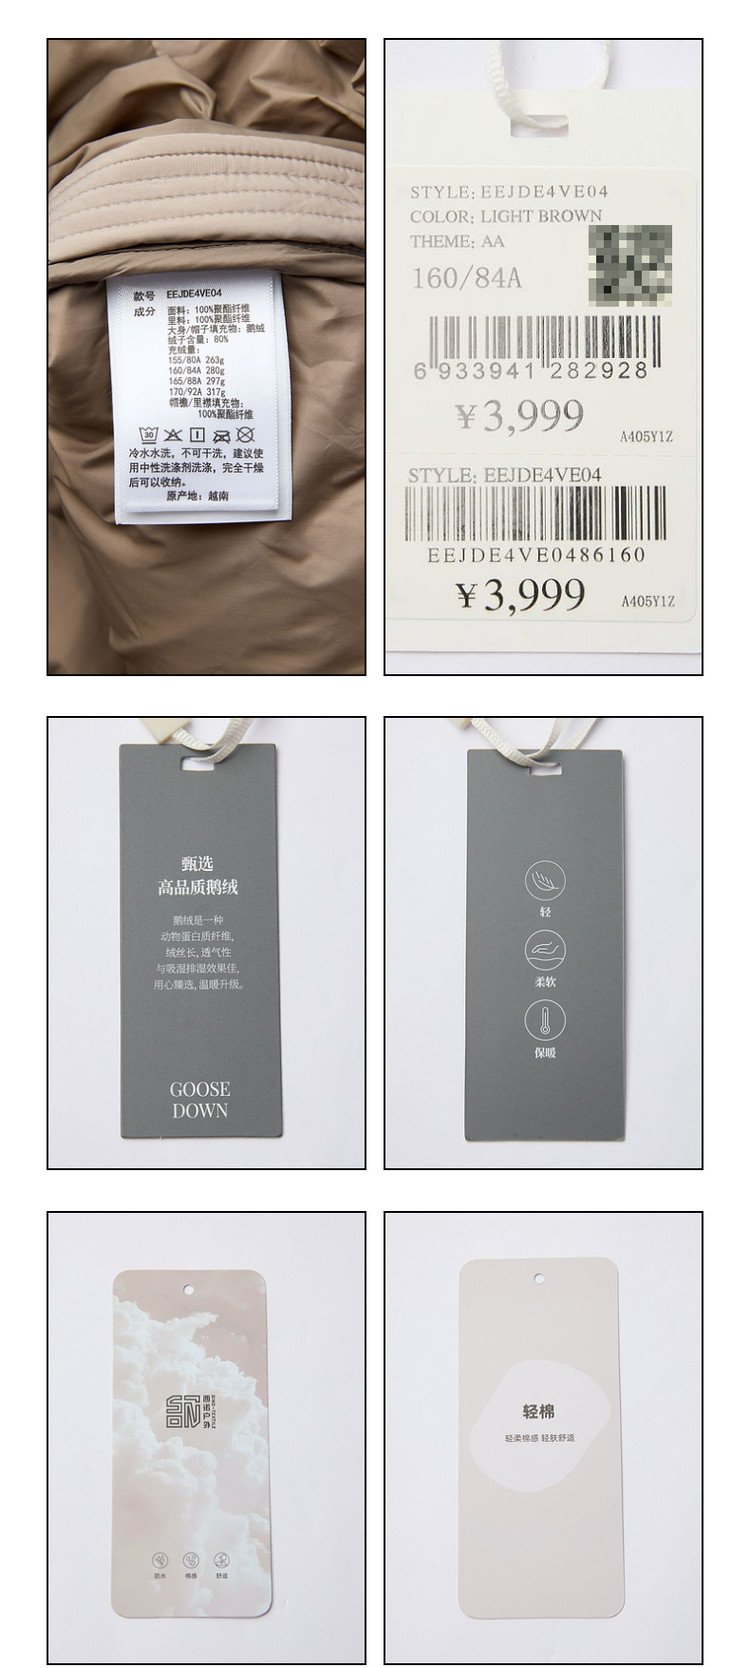 款号 EEJDE4VE04
成分 面料: 100%聚酯纤维
里料: 100%聚酯纤维
大身/帽子填充物: 鹅绒
绒子含量: 80%
充绒量:
155/80A 263g
160/84A 280g
165/88A 297g
170/92A 317g
帽檐/里襟填充物:
100%聚酯纤维
30
冷水水洗, 不可干洗, 建议使
用中性洗涤剂洗涤, 完全干燥
后可以收纳。
原产地: 越南
STYLE: EEJDE4VE04
COLOR: LIGHT BROWN
THEME: AA
160/84A
6 933941 282928
¥3,999
A405Y1Z
STYLE: EEJDE4VE04
EEJDE4VE0486160
¥3,999
A405Y1Z
甄选
高品质鹅绒
鹅绒是一种
动物蛋白质纤维,
绒丝长, 透气性
与吸湿排湿效果佳,
用心臻选, 温暖升级。
GOOSE
DOWN
轻
柔软
保暖
西诺户外
SINO-TEXTILE
防水 棉感 舒适
轻棉
轻柔棉感 轻肤舒适